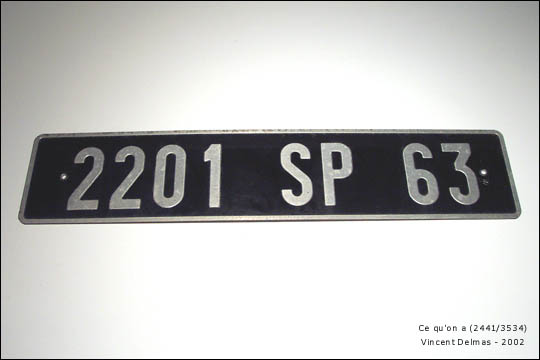 2201 SP 63
Ce qu'on a (2441/3534)
Vincent Delmas - 2002